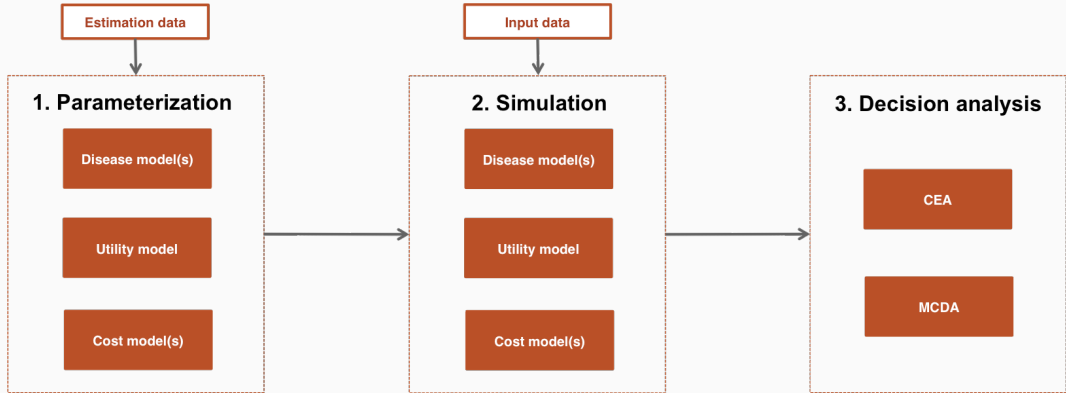 Estimation data
Input data
1. Parameterization
Disease model(s)
Utility model
Cost model(s)
2. Simulation
Disease model(s)
Utility model
Cost model(s)
3. Decision analysis
CEA
MCDA